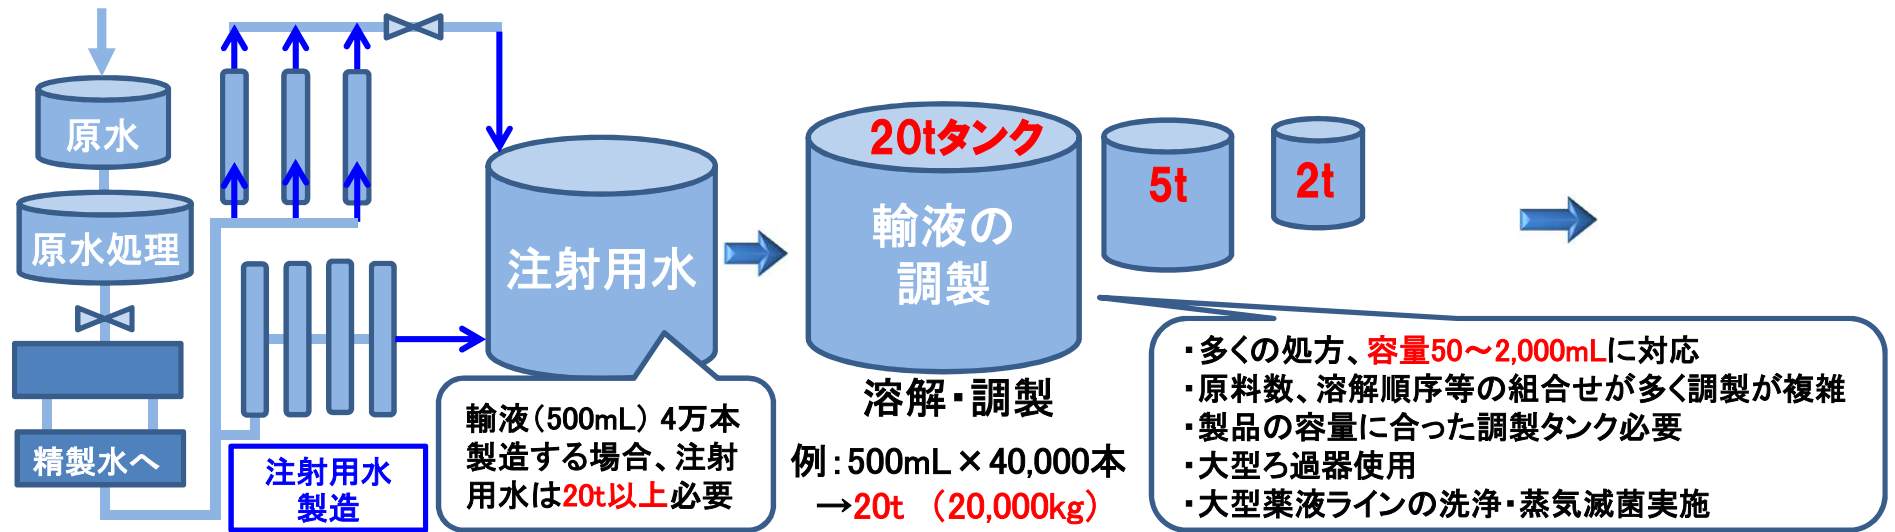 原水
原水処理
精製水へ
注射用水
製造
注射用水
輸液（500mL） 4万本
製造する場合、注射
用水は20t以上必要
20tタンク
輸液の
調製
溶解・調製
例：500mL×40,000本
→20t （20,000kg）
5t
2t
・多くの処方、容量50～2,000mLに対応
・原料数、溶解順序等の組合せが多く調製が複雑
・製品の容量に合った調製タンク必要
・大型ろ過器使用
・大型薬液ラインの洗浄・蒸気滅菌実施